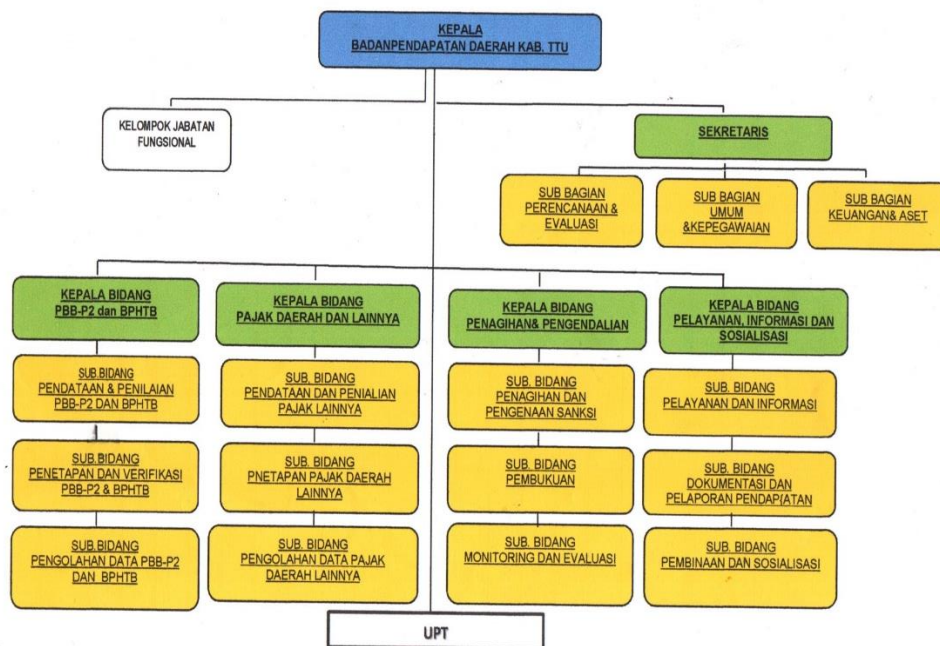 KEPALA
BADANPENDAPATAN DAERAH KAB. TTU
KELOMPOK JABATAN
FUNGSIONAL
SEKRETARIS
SUB BAGIAN
PERENCANAAN &
EVALUASI
SUB BAGIAN
UMUM
&KEPEGAWAIAN
SUB BAGIAN
KEUANGAN& ASET
KEPALA BIDANG
PBB-P2 dan BPHTB
KEPALA BIDANG
PAJAK DAERAH DAN LAINNYA
KEPALA BIDANG
PENAGIHAN& PENGENDALIAN
KEPALA BIDANG
PELAYANAN, INFORMASI DAN
SOSIALISASI
SUB.BIDANG
PENDATAAN & PENILAIAN
PBB-P2 DAN BPHTB
SUB. BIDANG
PENDATAAN DAN PENIALIAN
PAJAK LAINNYA
SUB. BIDANG
PENAGIHAN DAN
PENGENAAN SANKSI
SUB. BIDANG
PELAYANAN DAN INFORMASI
SUB.BIDANG
PENETAPAN DAN VERIFIKASI
PBB-P2 & BPHTB
SUB. BIDANG
PNETAPAN PAJAK DAERAH
LAINNYA
SUB. BIDANG
PEMBUKUAN
SUB. BIDANG
DOKUMENTASI DAN
PELAPORAN PENDAPIATAN
SUB.BIDANG
PENGOLAHAN DATA PBB-P2
DAN BPHTB
SUB. BIDANG
PENGOLAHAN DATA PAJAK
DAERAH LAINNYA
SUB. BIDANG
MONITORING DAN EVALUASI
SUB. BIDANG
PEMBINAAN DAN SOSIALISASI
UPT